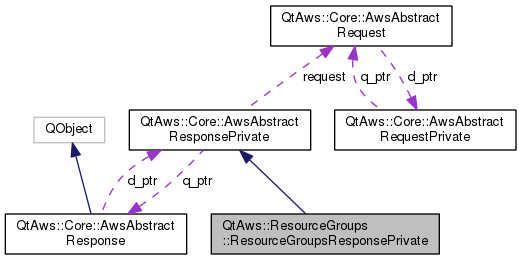 QtAws::Core::AwsAbstract
Request
request
q_ptr
d_ptr
QObject
QtAws::Core::AwsAbstract
ResponsePrivate
QtAws::Core::AwsAbstract
RequestPrivate
d_ptr
q_ptr
QtAws::Core::AwsAbstract
Response
QtAws::ResourceGroups
::ResourceGroupsResponsePrivate